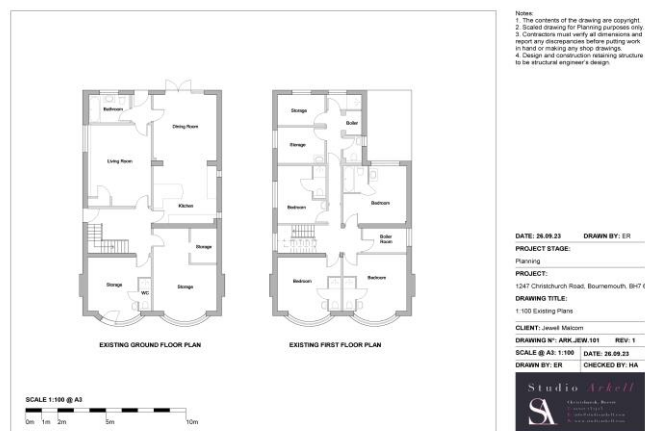 Notes:
1. The contents of the drawing are copyright.
2. Scaled drawing for Planning purposes only.
3. Contractors must verify all dimensions and
report any discrepancies before putting work
in hand or making any shop drawings.
4. Design and construction retaining structure
to be structural engineer's design.
Bathroom
Dining Room
Living Room
Kitchen
Storage
Storage
WC
Storage
EXISTING GROUND FLOOR PLAN
Storage
Boiler
Storage
Bedroom
Bedroom
Boiler
Room
Bedroom
Bedroom
EXISTING FIRST FLOOR PLAN
SCALE 1:100 @ A3
0m 1m 2m 5m 10m
DATE: 26.09.23 DRAWN BY: ER
PROJECT STAGE:
Planning
PROJECT:
1247 Christchurch Road, Bournemouth, BH7 6
DRAWING TITLE:
1:100 Existing Plans
CLIENT: Jewell Malcom
DRAWING Nº: ARK.JEW.101 REV: 1
SCALE @ A3: 1:100 DATE: 26.09.23
DRAWN BY: ER CHECKED BY: HA
Studio Arkell
SA